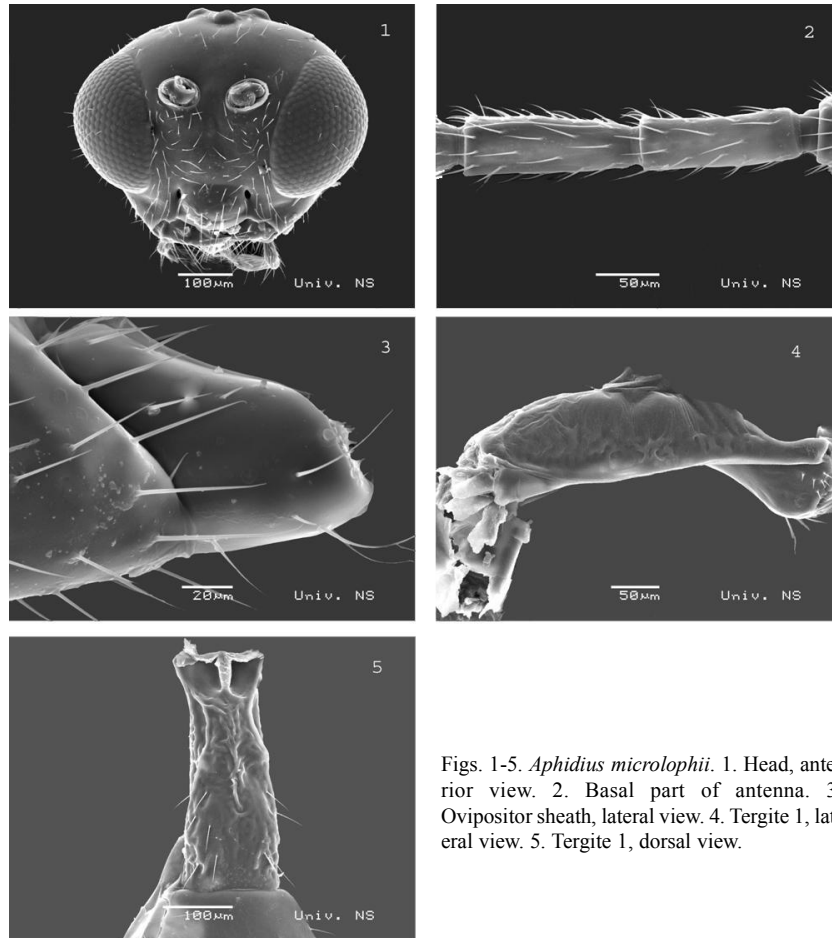 1
100µm Univ. NS
2
50µm Univ. NS
3
20µm Univ. NS
4
50µm Univ. NS
5
100µm Univ. NS
Figs. 1-5. Aphidius microlophii. 1. Head, ante
rior view. 2. Basal part of antenna. 3
Ovipositor sheath, lateral view. 4. Tergite 1, lat
eral view. 5. Tergite 1, dorsal view.